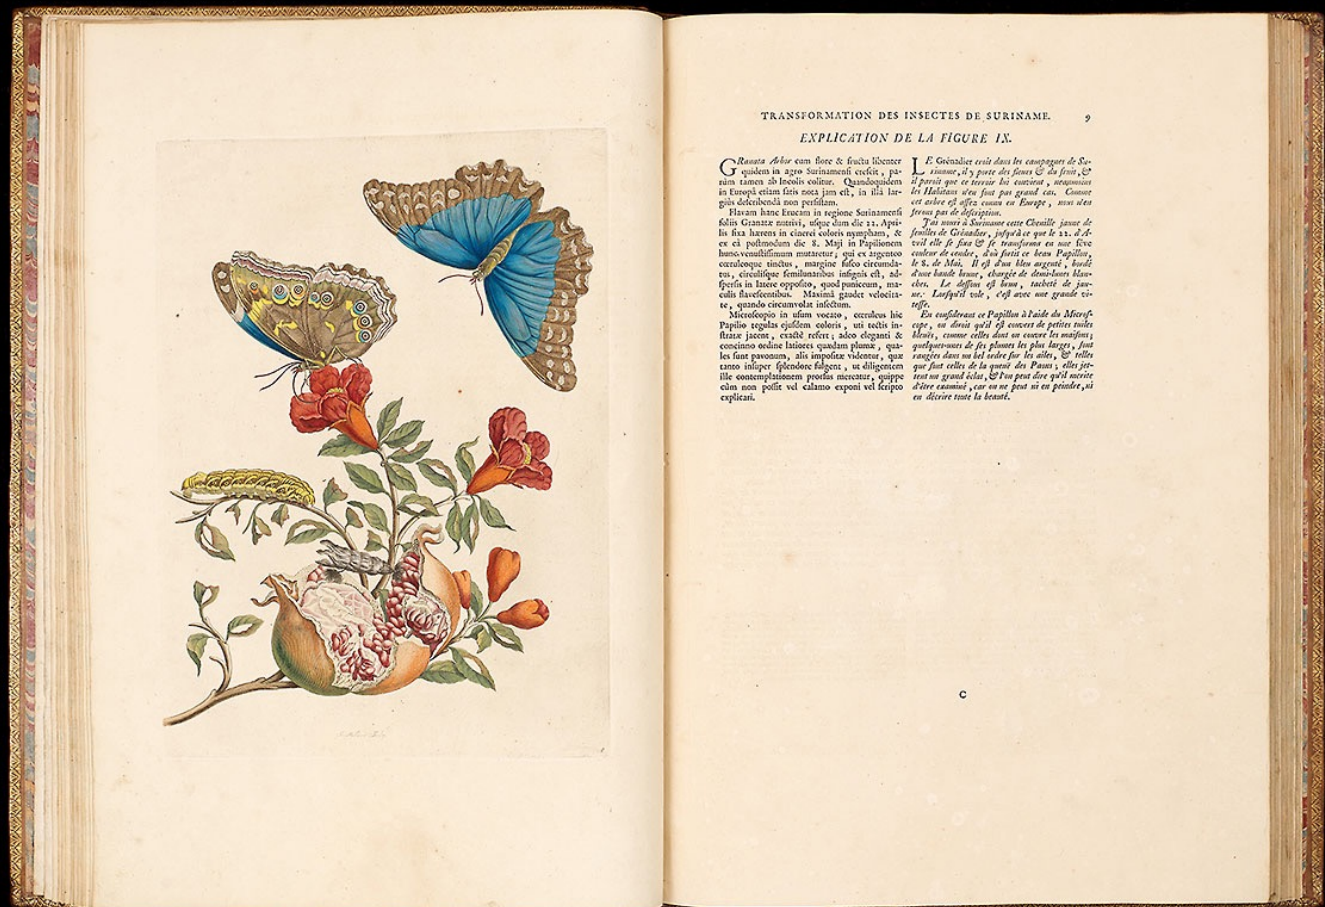 TRANSFORMATION DES INSECTES DE SURINAME. 9
EXPLICATION DE LA FIGURE IX.
GRanata Arbor cum flore & fructu libenter
quidem in agro Surinamensi crescit, pa-
rùm tamen ab Incolis colitur. Quandoquidem
in Europâ etiam satis nota jam est, in illâ lar-
giùs describendâ non persistam.
Flavam hanc Erucam in regione Surinamensi
foliis Granatæ nutrivi, usque dum die 22. Apri-
lis fixa hærens in cinerei coloris nympham, &
ex eâ postmodum die 8. Maji in Papilionem
hunc venustissimum mutaretur; qui ex argenteo
cœruleoque tinctus, margine fusco circumda-
tus, circulisque semilunaribus insignis est, ad-
spersis in latere opposito, quod puniceum, ma-
culis flavescentibus. Maximâ gaudet velocita-
te, quando circumvolat insectum.
Microscopio in usum vocato, cœruleus hic
Papilio tegulas ejusdem coloris, uti tectis in-
stratæ jacent, exactè refert; adeo eleganti &
concinno ordine latiores quædam plumæ, qua-
les sunt pavonum, alis impositæ videntur, quæ
tanto insuper splendore fulgent, ut diligentem
ille contemplationem prorsus mereatur, quippe
cùm non possit vel calamo exponi vel scripto
explicari.
LE Grénadier croit dans les campagnes de Su-
riname, il y porte des fleurs & du fruit, &
il paroit que ce terroir lui convient, neanmoins
les Habitans n'en font pas grand cas. Comme
cet arbre est assez connu en Europe, nous n'en
ferons pas de description.
J'ai nourri à Suriname cette Chenille jaune de
feuilles de Grénadier, jusqu'à ce que le 22. d'A-
vril elle se fixa & se transforma en une fève
couleur de cendre, d'où sortit ce beau Papillon,
le 8. de Mai. Il est d'un bleu argenté, bordé
d'une bande brune, chargée de demi-lunes blan-
ches. Le dessous est brun, tacheté de jau-
ne. Lorsqu'il vole, c'est avec une grande vi-
tesse.
En considerant ce Papillon à l'aide du Microf-
cope, on diroit qu'il est couvert de petites tuiles
bleuës, comme celles dont on couvre les maisons;
quelques-unes de ses plumes les plus larges, sont
rangées dans un bel ordre sur les ailes, & telles
que sont celles de la queuë des Paons; elles jet-
tent un grand éclat, & l'on peut dire qu'il merite
d'être examiné, car on ne peut ni en peindre, ni
en décrire toute la beauté.
C